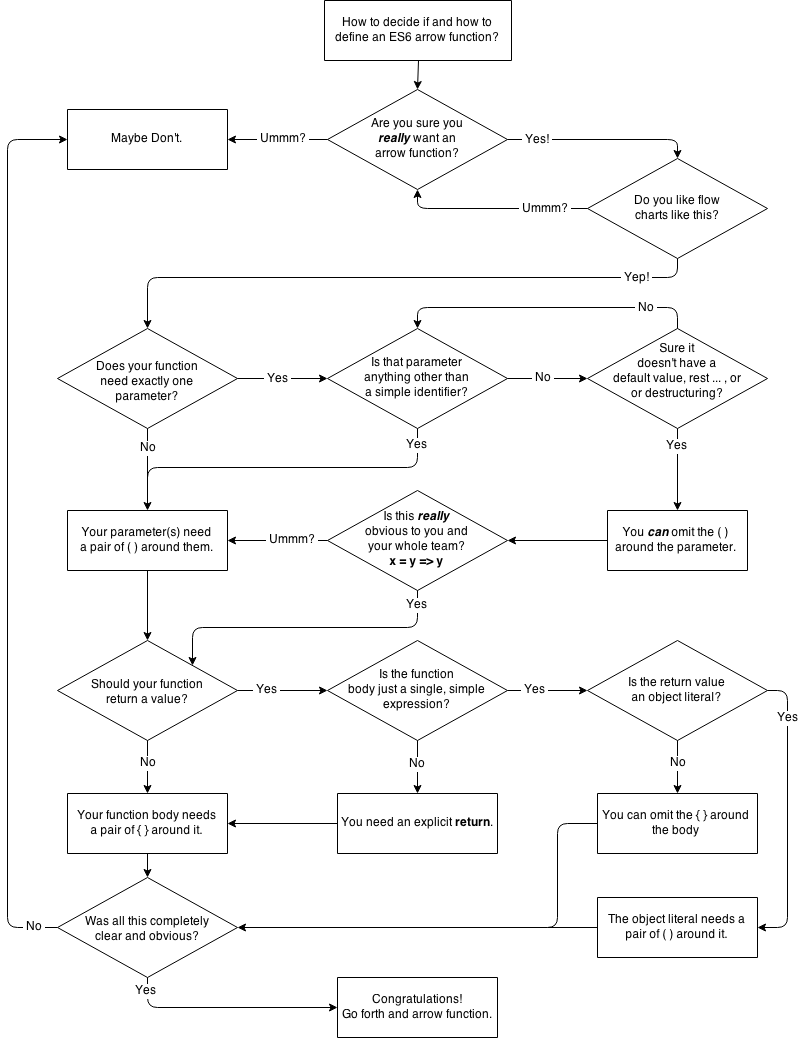 How to decide if and how to
define an ES6 arrow function?
Are you sure you
really want an
arrow function?
Ummm?
Maybe Don't.
Yes!
Do you like flow
charts like this?
Ummm?
Yep!
No
Does your function
need exactly one
parameter?
Yes
Is that parameter
anything other than
a simple identifier?
No
Sure it
doesn't have a
default value, rest ... , or
or destructuring?
No
Yes
Yes
Your parameter(s) need
a pair of ( ) around them.
Ummm?
Is this really
obvious to you and
your whole team?
x = y => y
You can omit the ( )
around the parameter.
Yes
Should your function
return a value?
Yes
Is the function
body just a single, simple
expression?
Yes
Is the return value
an object literal?
Yes
No
No
No
Your function body needs
a pair of { } around it.
You need an explicit return.
You can omit the { } around
the body
No
Was all this completely
clear and obvious?
The object literal needs a
pair of ( ) around it.
Yes
Congratulations!
Go forth and arrow function.